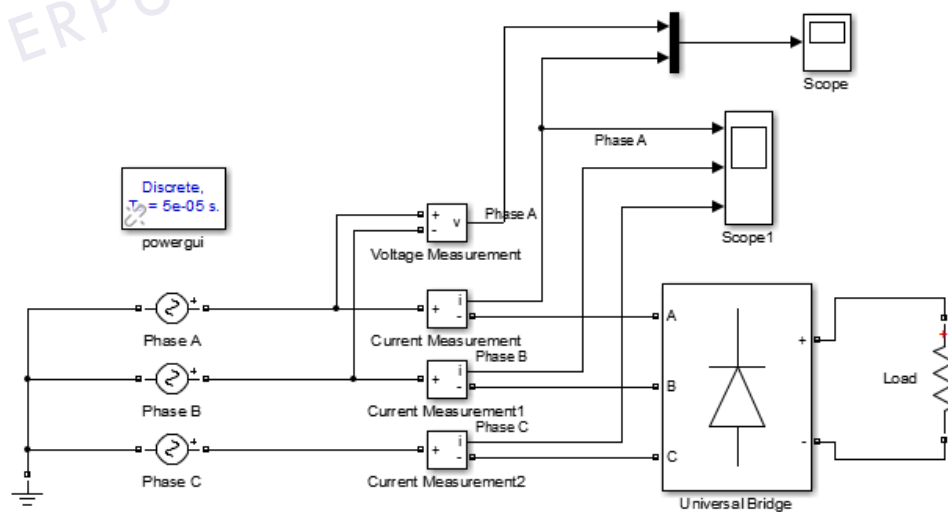 ERPO
Scope
Phase A
Scope1
Discrete,
= 5e-05 s.
powergui
+
-
v
Phase A
Voltage Measurement
+
Phase A
+
i
-
Current Measurement
A
+
Phase B
+
Phase B
+
i
-
Current Measurement1
B
Load
+
Phase C
+
Phase C
+
i
-
Current Measurement2
C
-
Universal Bridge